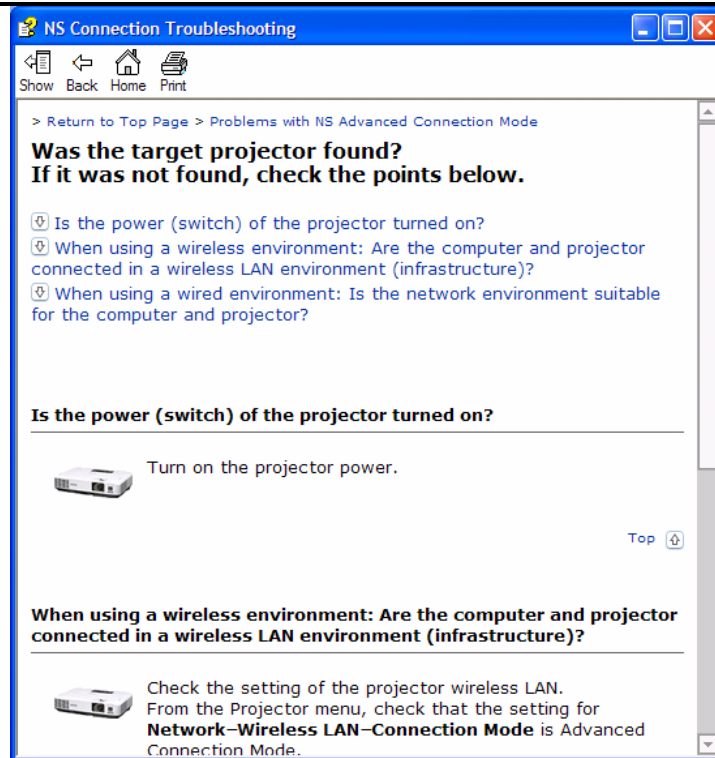 NS Connection Troubleshooting
Show Back Home Print
> Return to Top Page > Problems with NS Advanced Connection Mode
Was the target projector found?
If it was not found, check the points below.
Is the power (switch) of the projector turned on?
When using a wireless environment: Are the computer and projector
connected in a wireless LAN environment (infrastructure)?
When using a wired environment: Is the network environment suitable
for the computer and projector?
Is the power (switch) of the projector turned on?
Turn on the projector power.
Top
When using a wireless environment: Are the computer and projector
connected in a wireless LAN environment (infrastructure)?
Check the setting of the projector wireless LAN.
From the Projector menu, check that the setting for
Network–Wireless LAN–Connection Mode is Advanced
Connection Mode.